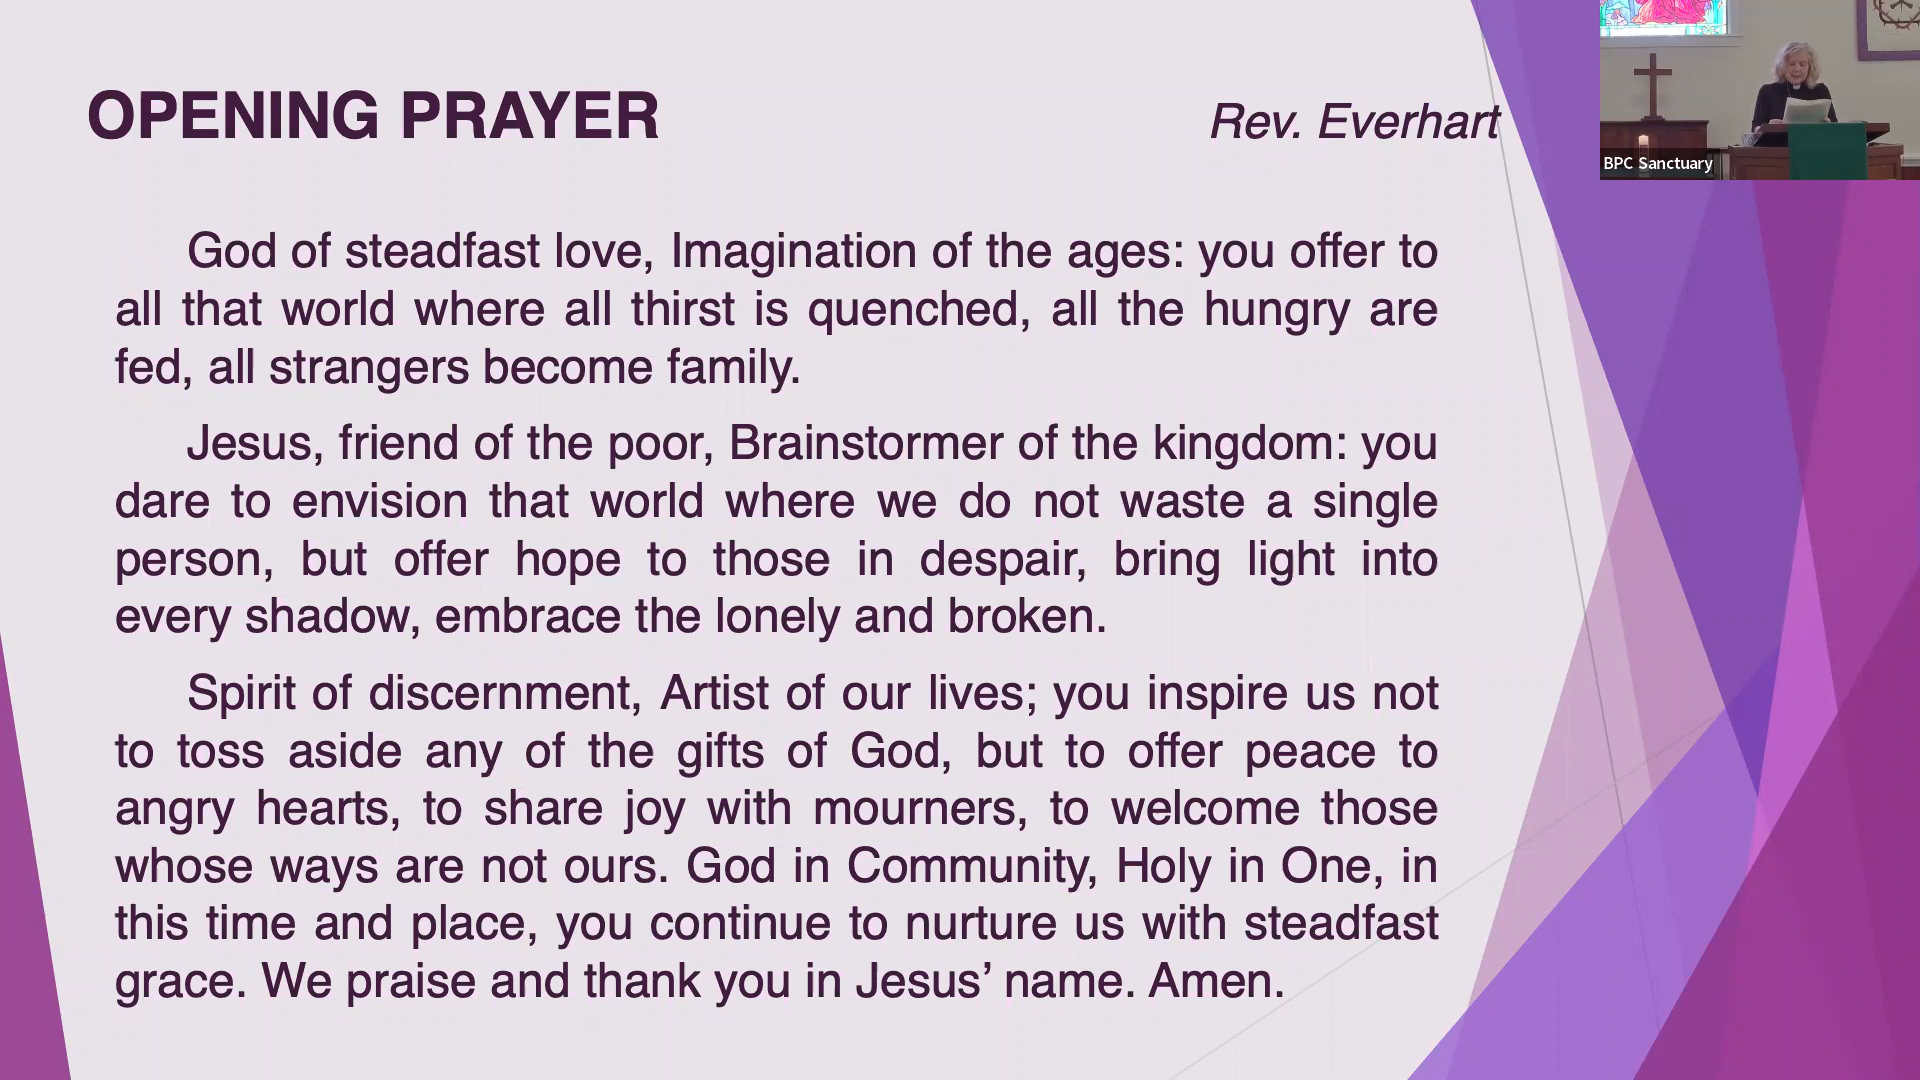 OPENING PRAYER
Rev. Everhart
BPC Sanctuary
God of steadfast love, Imagination of the ages: you offer to
all that world where all thirst is quenched, all the hungry are
fed, all strangers become family.
Jesus, friend of the poor, Brainstormer of the kingdom: you
dare to envision that world where we do not waste a single
person, but offer hope to those in despair, bring light into
every shadow, embrace the lonely and broken.
Spirit of discernment, Artist of our lives; you inspire us not
to toss aside any of the gifts of God, but to offer peace to
angry hearts, to share joy with mourners, to welcome those
whose ways are not ours. God in Community, Holy in One, in
this time and place, you continue to nurture us with steadfast
grace. We praise and thank you in Jesus’ name. Amen.